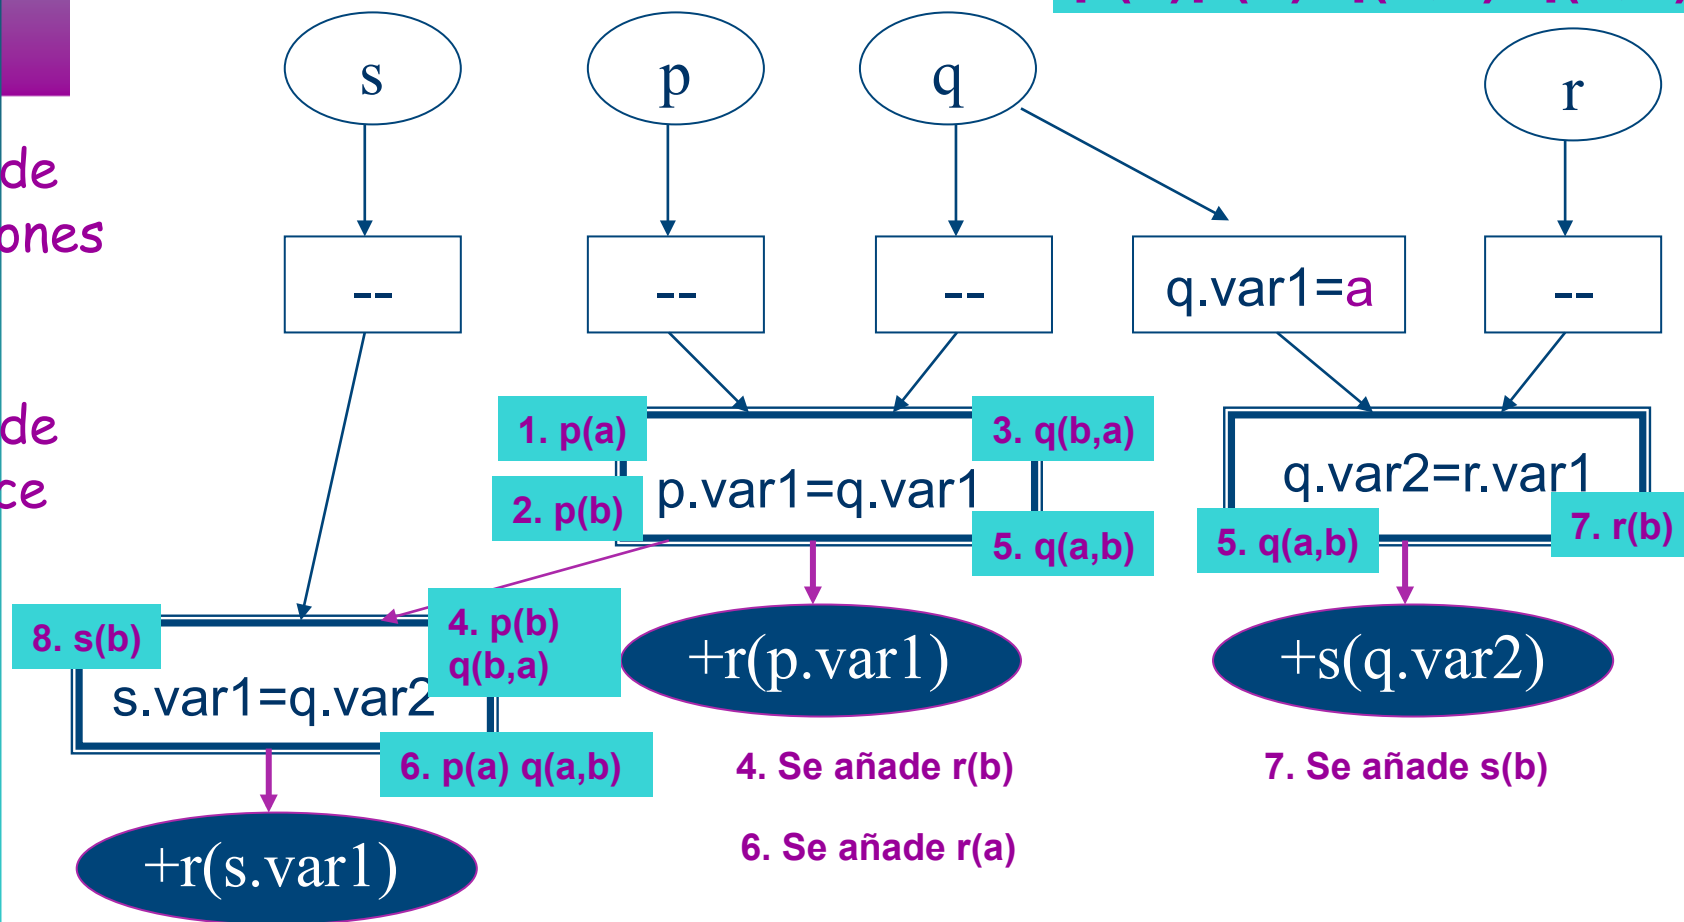 s
p
q
r
de
ones
--
--
--
q.var1=a
--
de
ce
1. p(a)
3. q(b,a)
p.var1=q.var1
2. p(b)
5. q(a,b)
q.var2=r.var1
5. q(a,b)
7. r(b)
8. s(b)
4. p(b)
q(b,a)
s.var1=q.var2
6. p(a) q(a,b)
+r(p.var1)
+s(q.var2)
4. Se añade r(b)
7. Se añade s(b)
6. Se añade r(a)
+r(s.var1)